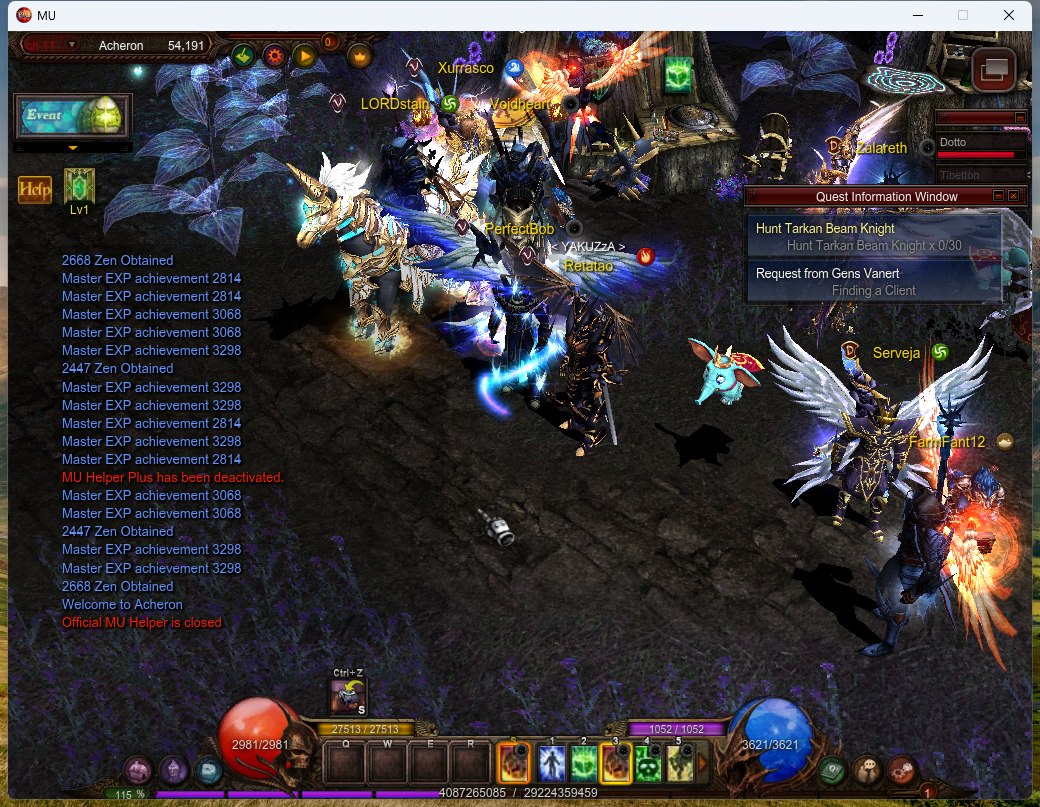 MU
Acheron 54,191
0
Event
Help
Lv1
Xurrasco
LORDstain
Voidheart
Zalareth
Dotto
Tibetton
PerfectBob
< YAKUZzA >
Retatao
Quest Information Window
Hunt Tarkan Beam Knight
Hunt Tarkan Beam Knight x 0/30
Request from Gens Vanert
Finding a Client
Serveja
FarmFant12
2668 Zen Obtained
Master EXP achievement 2814
Master EXP achievement 2814
Master EXP achievement 3068
Master EXP achievement 3068
Master EXP achievement 3298
2447 Zen Obtained
Master EXP achievement 3298
Master EXP achievement 3298
Master EXP achievement 2814
Master EXP achievement 3298
Master EXP achievement 2814
MU Helper Plus has been deactivated.
Master EXP achievement 3068
Master EXP achievement 3068
2447 Zen Obtained
Master EXP achievement 3298
Master EXP achievement 3298
2668 Zen Obtained
Welcome to Acheron
Official MU Helper is closed
Ctrl+Z
S
27513 / 27513
1052 / 1052
2981/2981
Q W E R
1 2 3 4 5
3621/3621
115 %
4087265085 / 29224359459
1